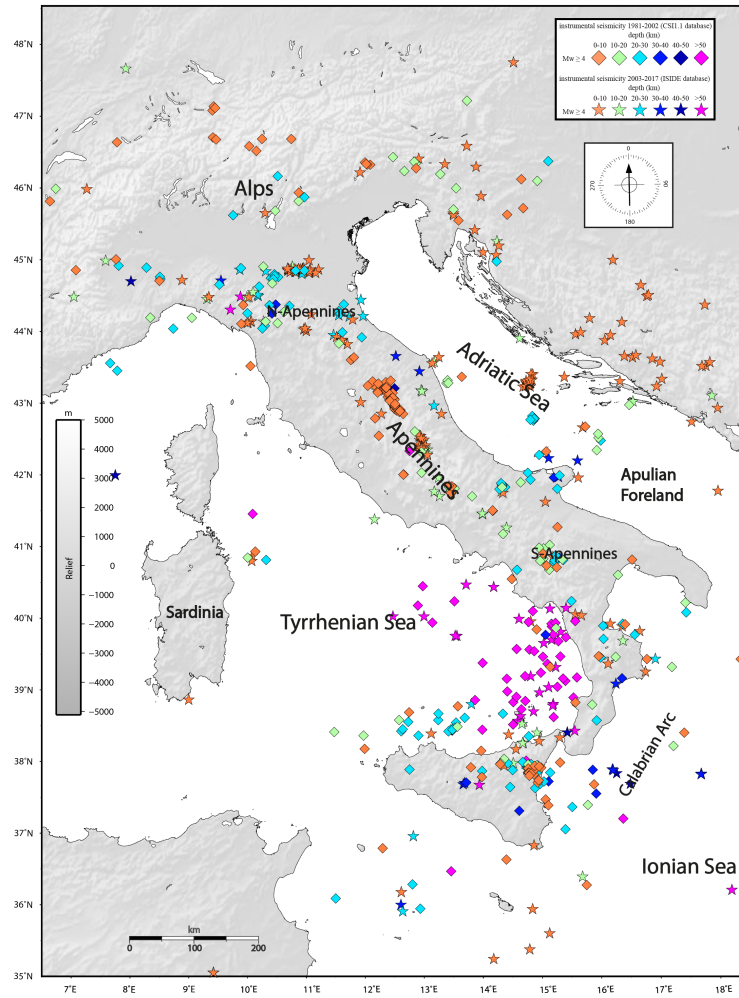 instrumental seismicity 1981-2002 (CSI1.1 database)
depth (km)
0-10 10-20 20-30 30-40 40-50 >50
Mw ≥ 4
instrumental seismicity 2003-2017 (ISIDE database)
depth (km)
0-10 10-20 20-30 30-40 40-50 >50
Mw ≥ 4
0
270
90
180
48°N
47°N
46°N
45°N
44°N
43°N
42°N
41°N
40°N
39°N
38°N
37°N
36°N
35°N
Alps
N-Apennines
Adriatic Sea
Apennines
Apulian
Foreland
S-Apennines
Tyrrhenian Sea
Sardinia
Calabrian Arc
Ionian Sea
m
5000
4000
3000
2000
1000
0
−1000
−2000
−3000
−4000
−5000
Relief
km
0 100 200
7°E 8°E 9°E 10°E 11°E 12°E 13°E 14°E 15°E 16°E 17°E 18°E